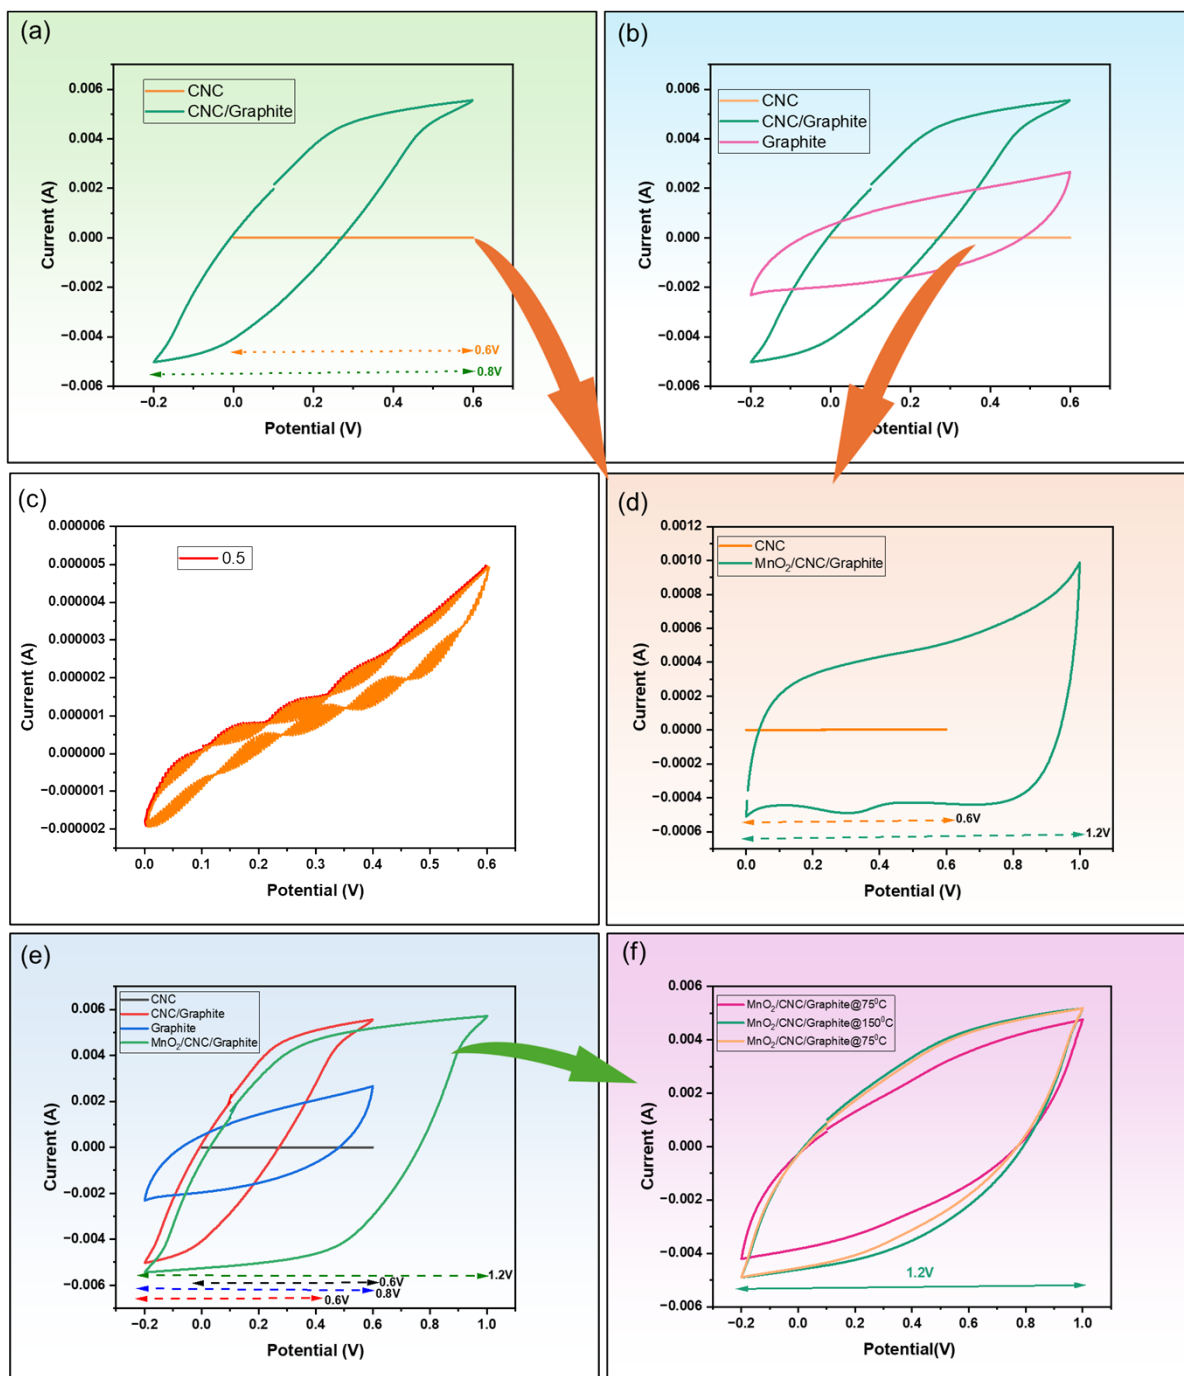 (a)
CNC
CNC/Graphite
0.006
0.004
0.002
0.000
−0.002
−0.004
−0.006
Current (A)
0.6V
0.8V
−0.2
0.0
0.2
0.4
0.6
Potential (V)
(b)
CNC
CNC/Graphite
Graphite
0.006
0.004
0.002
0.000
−0.002
−0.004
−0.006
Current (A)
−0.2
0.0
0.2
0.4
0.6
Potential (V)
(c)
0.5
0.000006
0.000005
0.000004
0.000003
0.000002
0.000001
0.000000
−0.000001
−0.000002
Current (A)
0.0
0.1
0.2
0.3
0.4
0.5
0.6
Potential (V)
(d)
CNC
MnO₂/CNC/Graphite
0.0012
0.0010
0.0008
0.0006
0.0004
0.0002
0.0000
−0.0002
−0.0004
−0.0006
Current (A)
0.6V
1.2V
0.0
0.2
0.4
0.6
0.8
1.0
Potential (V)
(e)
CNC
CNC/Graphite
Graphite
MnO₂/CNC/Graphite
0.006
0.004
0.002
0.000
−0.002
−0.004
−0.006
Current (A)
1.2V
0.6V
0.8V
0.6V
−0.2
0.0
0.2
0.4
0.6
0.8
1.0
Potential (V)
(f)
MnO₂/CNC/Graphite@75⁰C
MnO₂/CNC/Graphite@150⁰C
MnO₂/CNC/Graphite@75⁰C
0.006
0.004
0.002
0.000
−0.002
−0.004
−0.006
Current (A)
1.2V
−0.2
0.0
0.2
0.4
0.6
0.8
1.0
Potential(V)